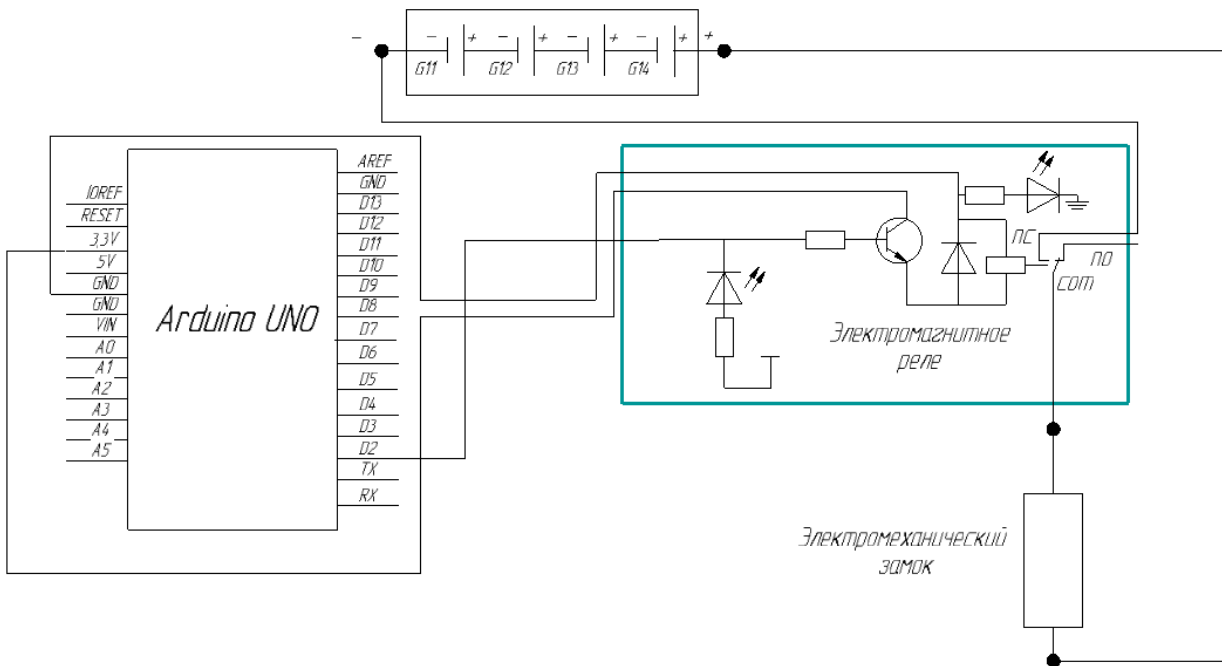 - - + - + - + - + +
G11 G12 G13 G14
IOREF
RESET
3,3V
5V
GND
GND
VIN
A0
A1
A2
A3
A4
A5
Arduino UNO
AREF
GND
D13
D12
D11
D10
D9
D8
D7
D6
D5
D4
D3
D2
TX
RX
ПС
ПО
COM
Электромагнитное
реле
Электромеханический
замок